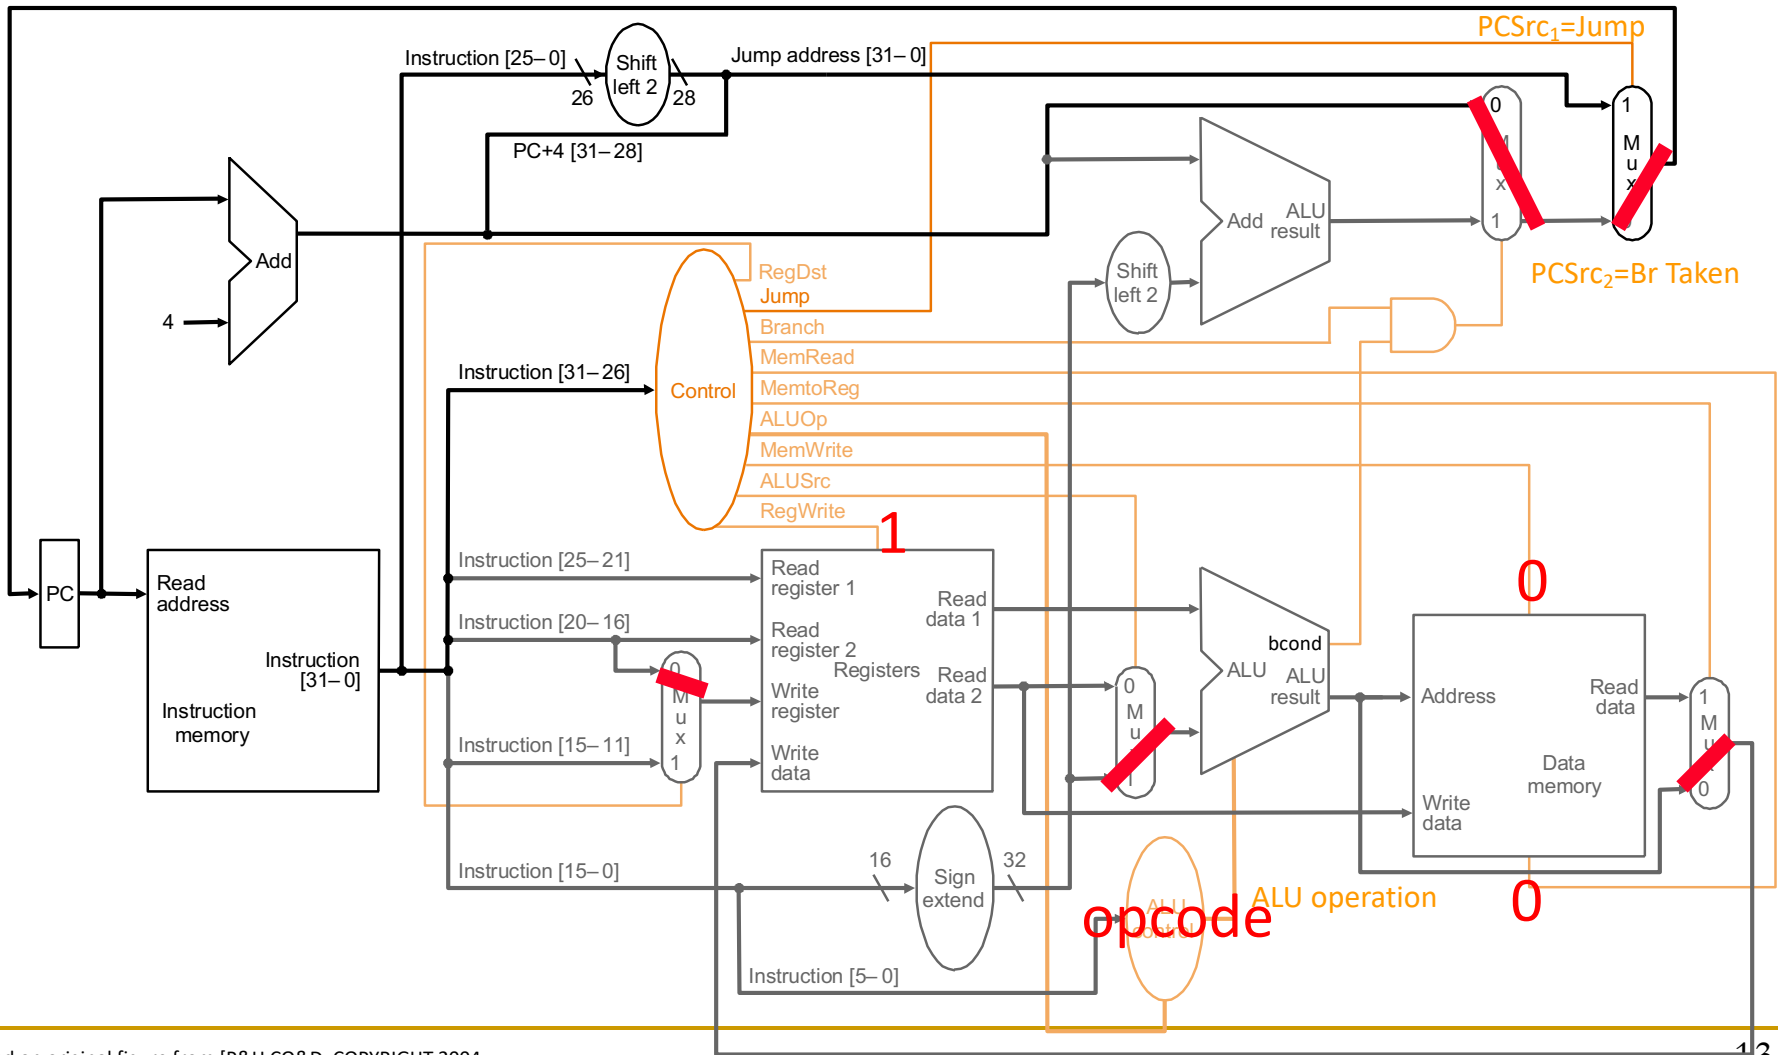 PCSrc1=Jump
Instruction [25–0]
Shift
left 2
Jump address [31–0]
26
28
PC+4 [31–28]
0
M
u
x
1
1
M
u
x
Add
ALU
result
Add
4
Shift
left 2
PCSrc2=Br Taken
RegDst
Jump
Branch
MemRead
MemtoReg
ALUOp
MemWrite
ALUSrc
RegWrite
Instruction [31–26]
Control
1
0
PC
Read
address
Instruction
[31–0]
Instruction
memory
Instruction [25–21]
Instruction [20–16]
Instruction [15–11]
0
M
u
x
1
Read
register 1
Read
register 2
Registers
Write
register
Write
data
Read
data 1
Read
data 2
0
M
u
bcond
ALU
ALU
result
Address
Read
data
Data
memory
Write
data
1
M
u
0
Instruction [15–0]
16
Sign
extend
32
Instruction [5–0]
ALU
control
opcode
ALU operation
0